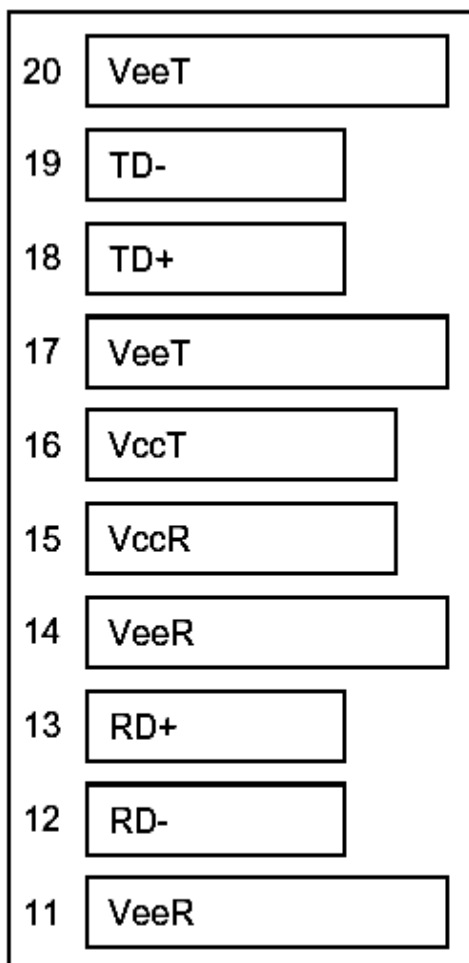 20 VeeT
19 TD-
18 TD+
17 VeeT
16 VccT
15 VccR
14 VeeR
13 RD+
12 RD-
11 VeeR